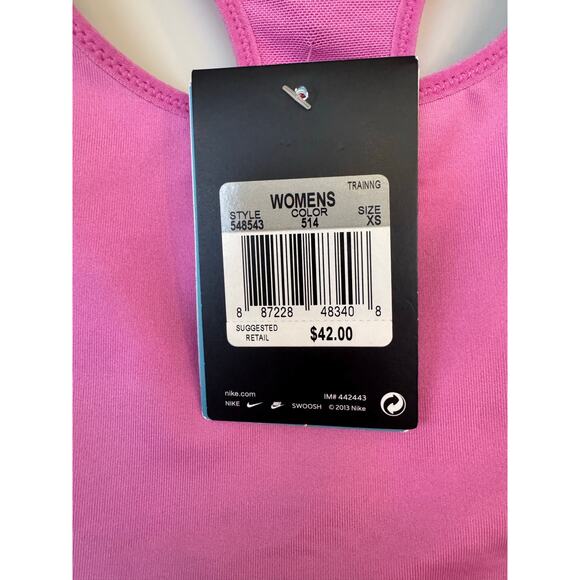 TRAINNG
WOMENS
STYLE COLOR SIZE
548543 514 XS
8 87228 48340 8
SUGGESTED
RETAIL $42.00
nike.com IM# 442443
NIKE SWOOSH © 2013 Nike